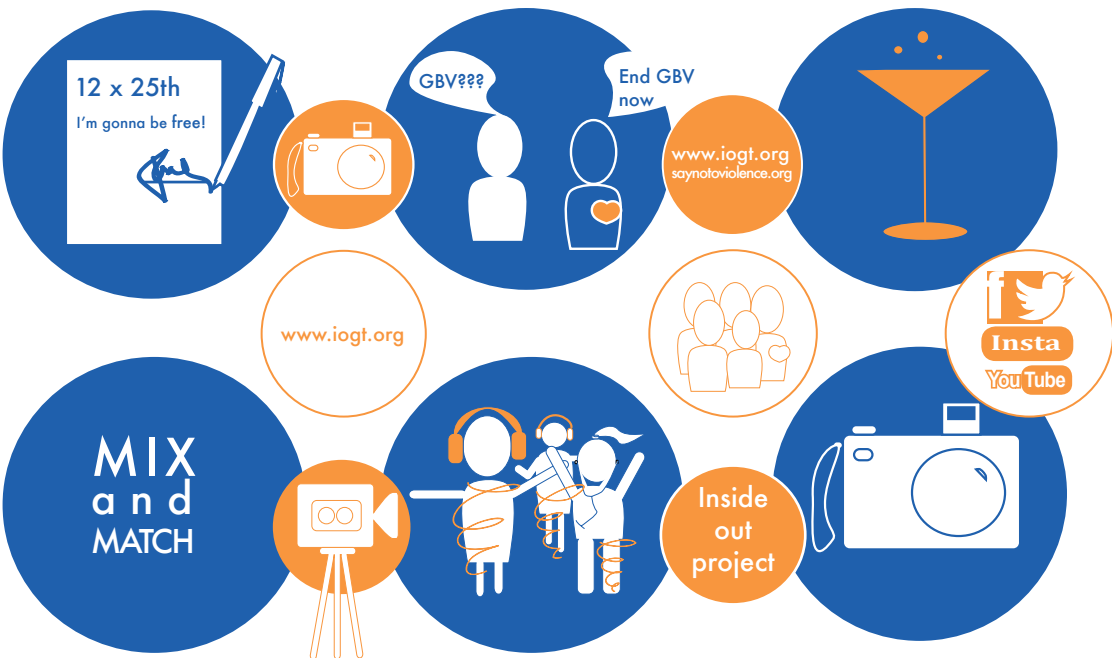 12 x 25th
I'm gonna be free!
GBV???
End GBV
now
www.iogt.org
saynotoviolence.org
www.iogt.org
f
Insta
YouTube
MIX
and
MATCH
Inside
out
project